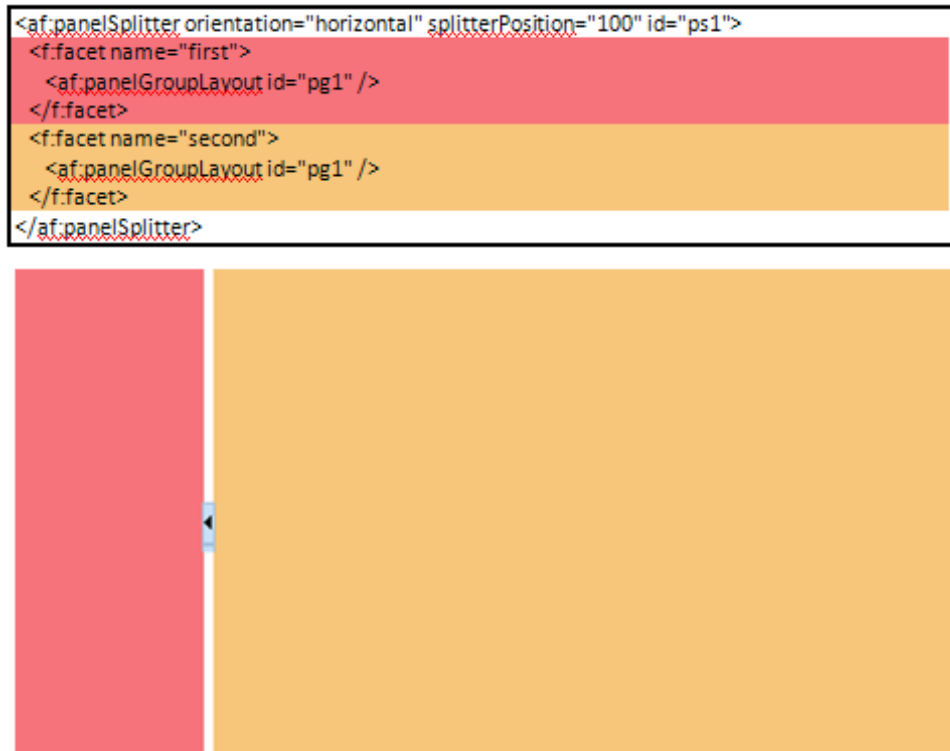 <af:panelSplitter orientation="horizontal" splitterPosition="100" id="ps1">
<f:facet name="first">
<af:panelGroupLayout id="pg1" />
</f:facet>
<f:facet name="second">
<af:panelGroupLayout id="pg1" />
</f:facet>
</af:panelSplitter>